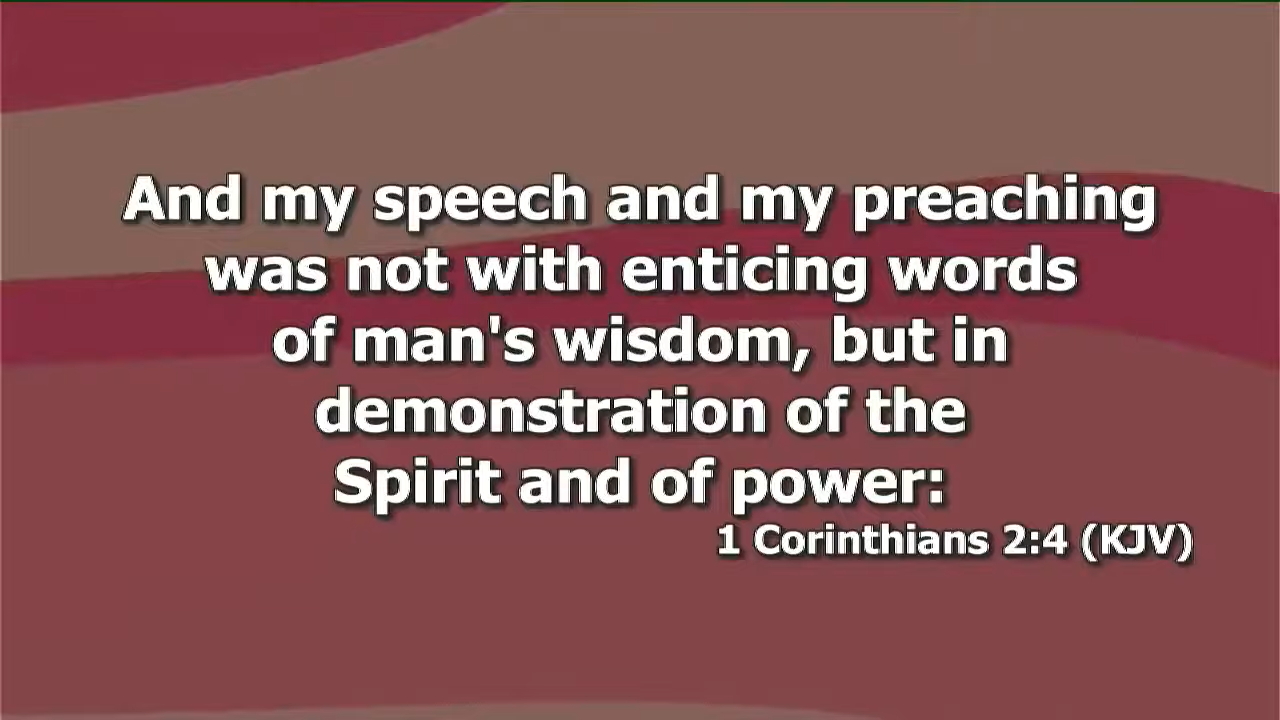 And my speech and my preaching
was not with enticing words
of man's wisdom, but in
demonstration of the
Spirit and of power:
1 Corinthians 2:4 (KJV)